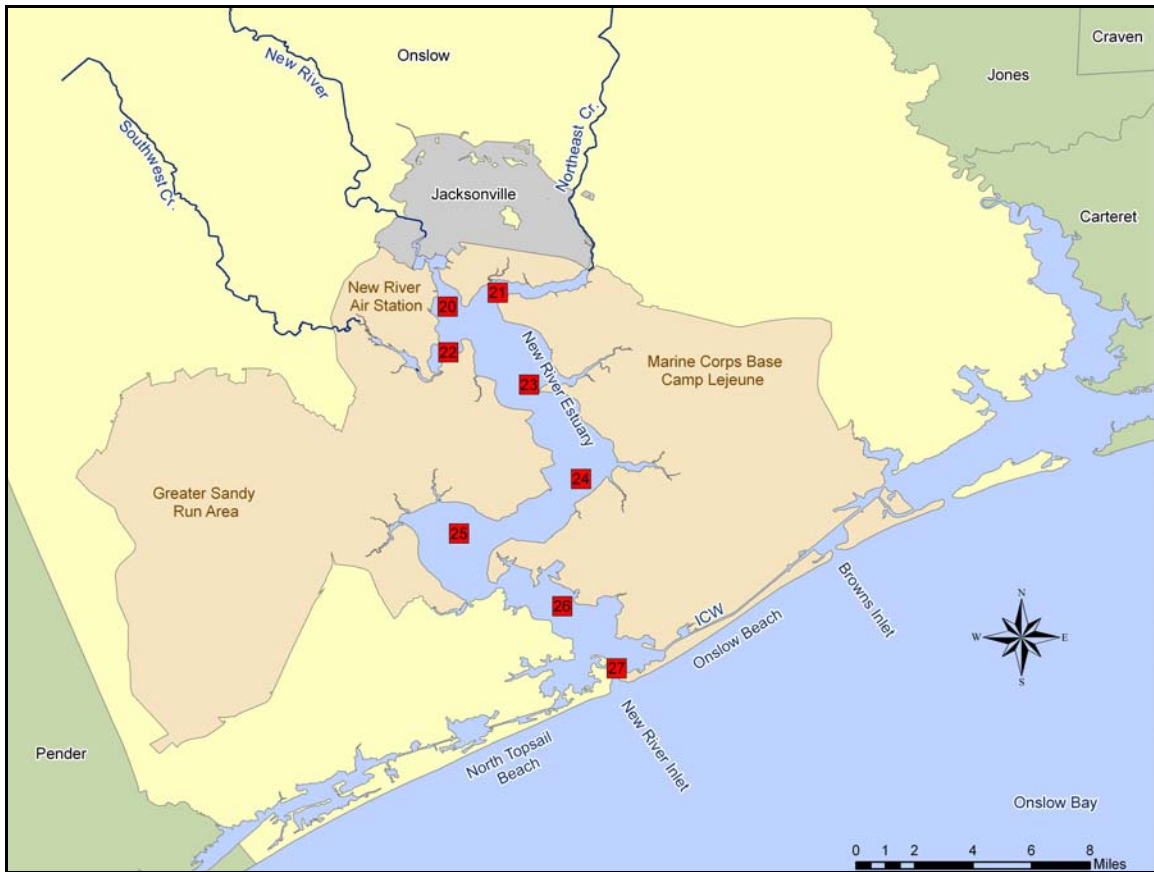 Craven
Onslow
Jones
New River
Southwest Cr.
Northeast Cr.
Jacksonville
Carteret
New River
Air Station
20
21
22
23
New River Estuary
Marine Corps Base
Camp Lejeune
24
Greater Sandy
Run Area
25
26
27
ICW
Onslow Beach
Browns Inlet
N
W
E
S
New River Inlet
North Topsail
Beach
Pender
Onslow Bay
0 1 2 4 6 8
Miles